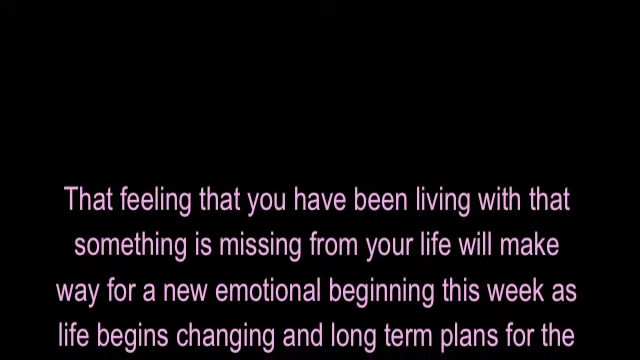 That feeling that you have been living with that
something is missing from your life will make
way for a new emotional beginning this week as
life begins changing and long term plans for the